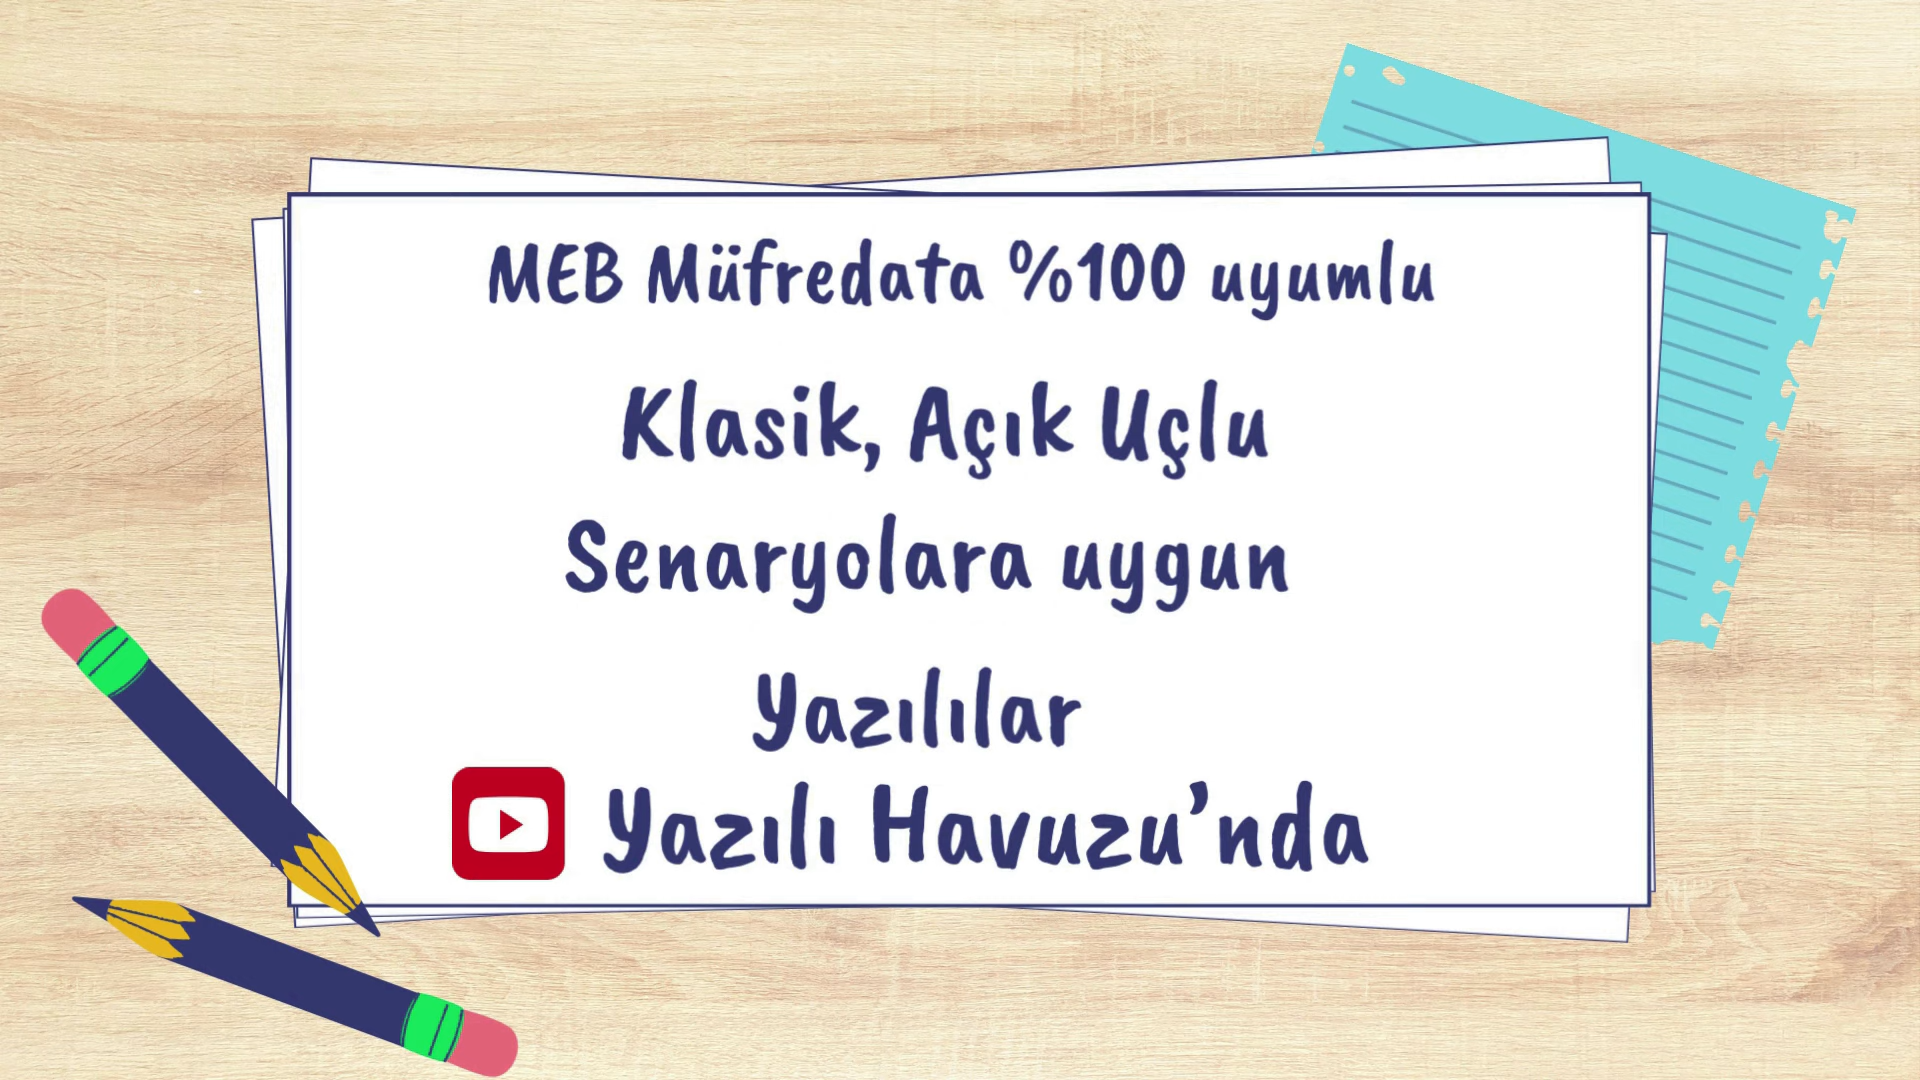 MEB Müfredata %100 uyumlu
Klasik, Açık Uçlu
Senaryolara uygun
Yazılılar
Yazılı Havuzu'nda